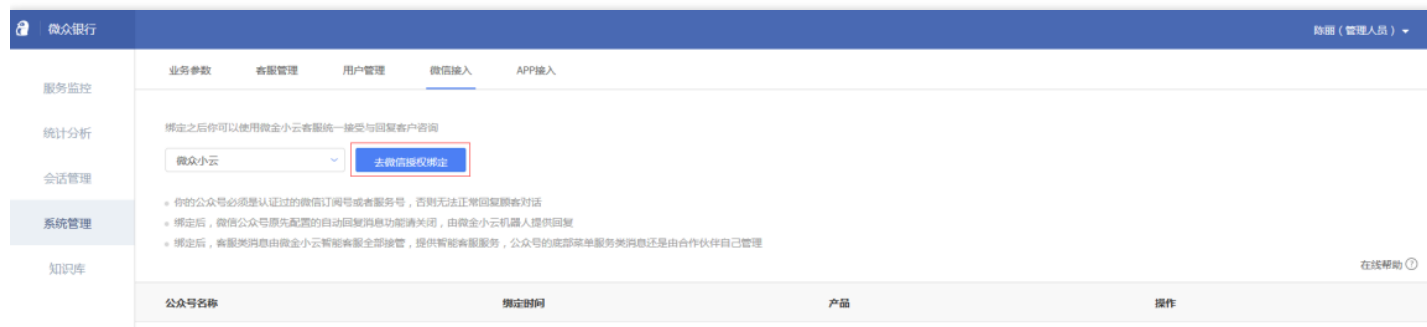 微众银行
陈丽（管理人员）
业务参数 客服管理 用户管理 微信接入 APP接入
服务监控
统计分析
会话管理
系统管理
知识库
绑定之后你可以使用微金小云客服统一接受与回复客户咨询
微众小云 去微信授权绑定
你的公众号必须是认证过的微信订阅号或者服务号，否则无法正常回复顾客对话
绑定后，微信公众号原先配置的自动回复消息功能请关闭，由微金小云机器人提供回复
绑定后，客服类消息由微金小云智能客服全部接管，提供智能客服服务，公众号的底部菜单服务类消息还是由合作伙伴自己管理
在线帮助
公众号名称 绑定时间 产品 操作